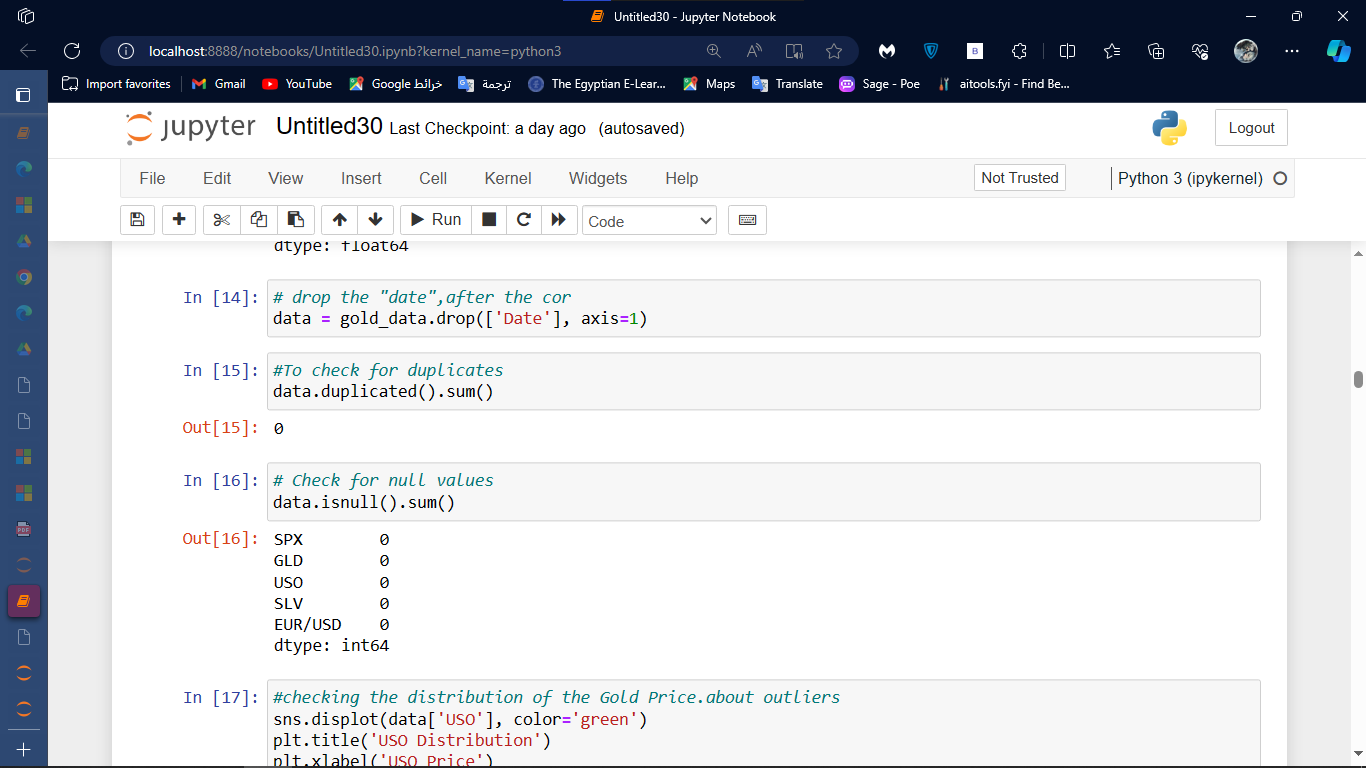 Untitled30 - Jupyter Notebook
localhost:8888/notebooks/Untitled30.ipynb?kernel_name=python3
Import favorites
Gmail
YouTube
Google خرائط
ترجمة
The Egyptian E-Lear...
Maps
Translate
Sage - Poe
aitools.fyi - Find Be...
jupyter Untitled30 Last Checkpoint: a day ago (autosaved)
Logout
File Edit View Insert Cell Kernel Widgets Help
Not Trusted
Python 3 (ipykernel)
Run
Code
dtype: float64
In [14]: # drop the "date",after the cor
data = gold_data.drop(['Date'], axis=1)
In [15]: #To check for duplicates
data.duplicated().sum()
Out[15]: 0
In [16]: # Check for null values
data.isnull().sum()
Out[16]: SPX 0
GLD 0
USO 0
SLV 0
EUR/USD 0
dtype: int64
In [17]: #checking the distribution of the Gold Price.about outliers
sns.displot(data['USO'], color='green')
plt.title('USO Distribution')
plt.xlabel('USO Price')